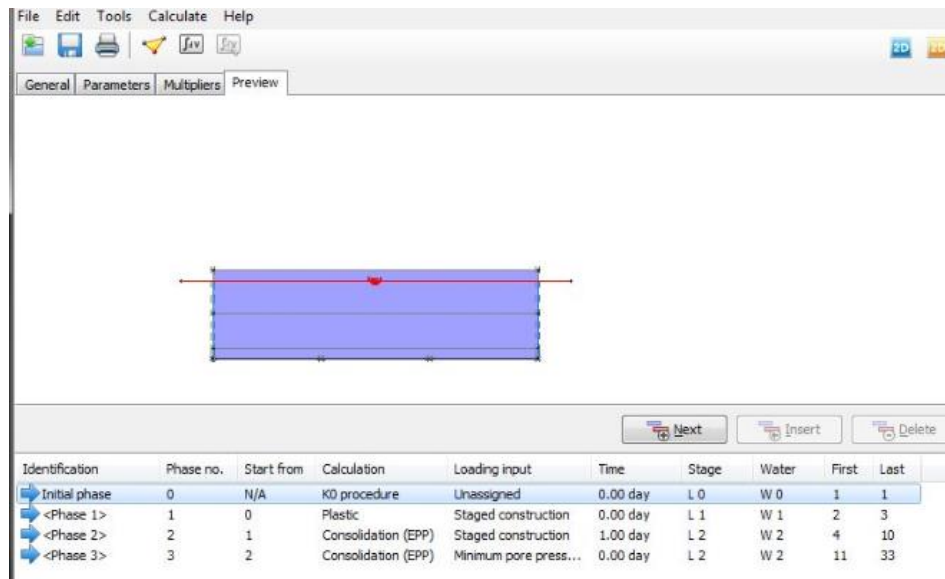 File Edit Tools Calculate Help
2D
General Parameters Multipliers Preview
Next Insert Delete
Identification Phase no. Start from Calculation Loading input Time Stage Water First Last
Initial phase 0 N/A K0 procedure Unassigned 0.00 day L 0 W 0 1 1
<Phase 1> 1 0 Plastic Staged construction 0.00 day L 1 W 1 2 3
<Phase 2> 2 1 Consolidation (EPP) Staged construction 1.00 day L 2 W 2 4 10
<Phase 3> 3 2 Consolidation (EPP) Minimum pore press... 0.00 day L 2 W 2 11 33